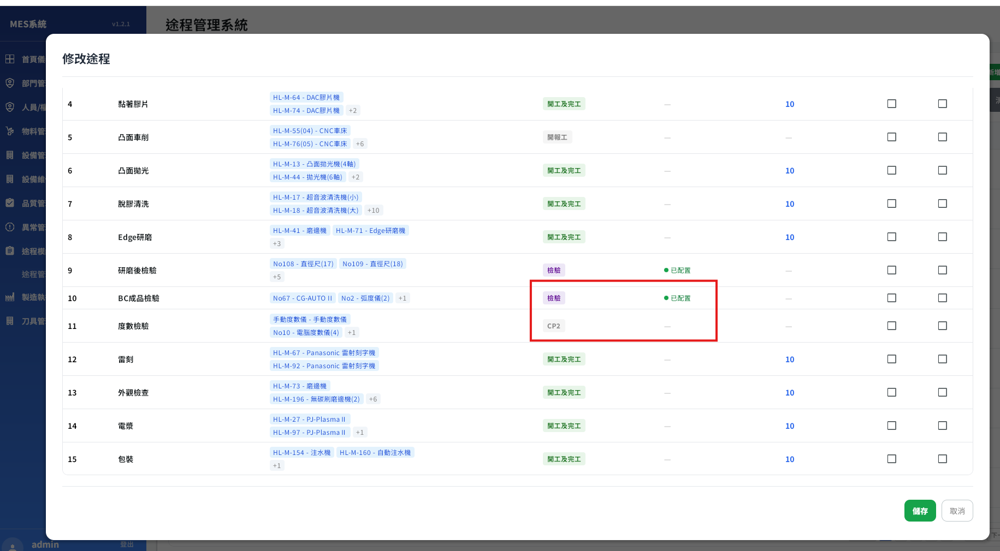 MES系統 v1.2.1 途程管理系統
修改途程
首頁儀
部門管
人員/權
物料管
設備管
設備維
品質管
異常管
途程模
途程管
製造執
刀具管
新增
4 黏著膠片 HL-M-64 - DAC膠片機 HL-M-74 - DAC膠片機 +2 開工及完工 — 10
5 凸面車削 HL-M-55(04) - CNC車床 HL-M-76(05) - CNC車床 +6 開報工 — —
6 凸面拋光 HL-M-13 - 凸面拋光機(4軸) HL-M-44 - 拋光機(6軸) +2 開工及完工 — 10
7 脫膠清洗 HL-M-17 - 超音波清洗機(小) HL-M-18 - 超音波清洗機(大) +10 開工及完工 — 10
8 Edge研磨 HL-M-41 - 磨邊機 HL-M-71 - Edge研磨機 +3 開工及完工 — 10
9 研磨後檢驗 No108 - 直徑尺(17) No109 - 直徑尺(18) +5 檢驗 已配置 —
10 BC成品檢驗 No67 - CG-AUTO II No2 - 弧度儀(2) +1 檢驗 已配置 —
11 度數檢驗 手動度數儀 - 手動度數儀 No10 - 電腦度數儀(4) +1 CP2 — —
12 雷刻 HL-M-67 - Panasonic 雷射刻字機 HL-M-92 - Panasonic 雷射刻字機 開工及完工 — 10
13 外觀檢查 HL-M-73 - 磨邊機 HL-M-196 - 無碳刷磨邊機(2) +6 開工及完工 — 10
14 電漿 HL-M-27 - PJ-Plasma II HL-M-97 - PJ-Plasma II +1 開工及完工 — 10
15 包裝 HL-M-154 - 注水機 HL-M-160 - 自動注水機 +1 開工及完工 — 10
儲存 取消
admin 登出
下一